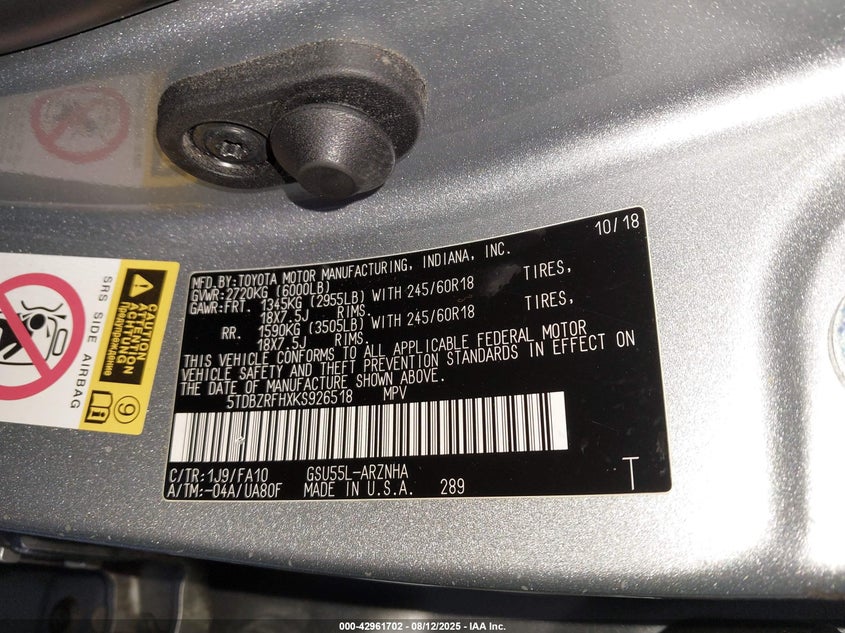 10/18
MFD.BY:TOYOTA MOTOR MANUFACTURING, INDIANA, INC.
GVWR:2720KG (6000LB)
GAWR:FRT. 1345KG (2955LB) WITH 245/60R18 TIRES,
18X7.5J RIMS.
RR. 1590KG (3505LB) WITH 245/60R18 TIRES,
18X7.5J RIMS.
THIS VEHICLE CONFORMS TO ALL APPLICABLE FEDERAL MOTOR
VEHICLE SAFETY AND THEFT PREVENTION STANDARDS IN EFFECT ON
THE DATE OF MANUFACTURE SHOWN ABOVE.
5TDBZRFHXKS926518 MPV
C/TR:1J9/FA10 GSU55L-ARZNHA
A/TM:-04A/UA80F MADE IN U.S.A. 289 T
SRS SIDE AIRBAG
CAUTION
ATTENTION
Предупреждение
9
000-42961702 - 08/12/2025 - IAA Inc.